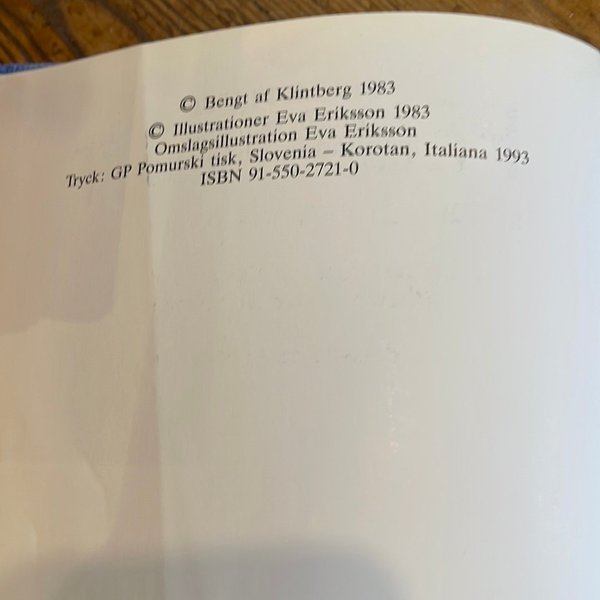 © Bengt af Klintberg 1983
© Illustrationer Eva Eriksson 1983
Omslagsillustration Eva Eriksson
Tryck: GP Pomurski tisk, Slovenia – Korotan, Italiana 1993
ISBN 91-550-2721-0